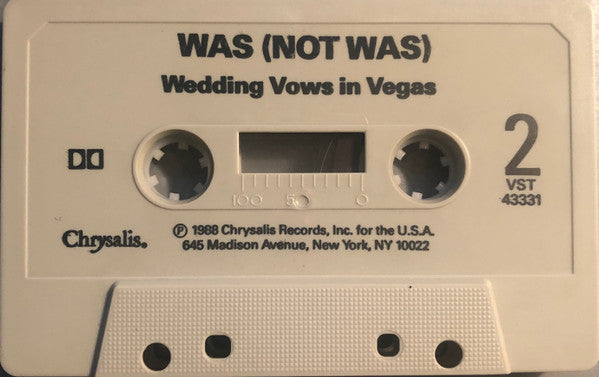 WAS (NOT WAS)
Wedding Vows in Vegas
2
VST
43331
100 50 0
Chrysalis®
Ⓟ 1988 Chrysalis Records, Inc. for the U.S.A.
645 Madison Avenue, New York, NY 10022